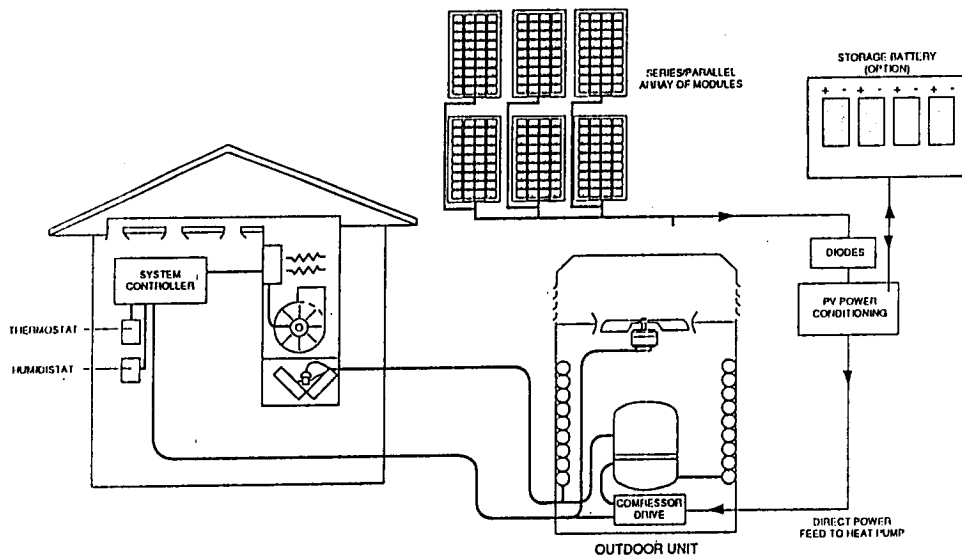 SERIES/PARALLEL
ARRAY OF MODULES
STORAGE BATTERY
(OPTION)
+ - + - + - + -
DIODES
PV POWER
CONDITIONING
SYSTEM
CONTROLLER
THERMOSTAT
HUMIDISTAT
COMPRESSOR
DRIVE
DIRECT POWER
FEED TO HEAT PUMP
OUTDOOR UNIT